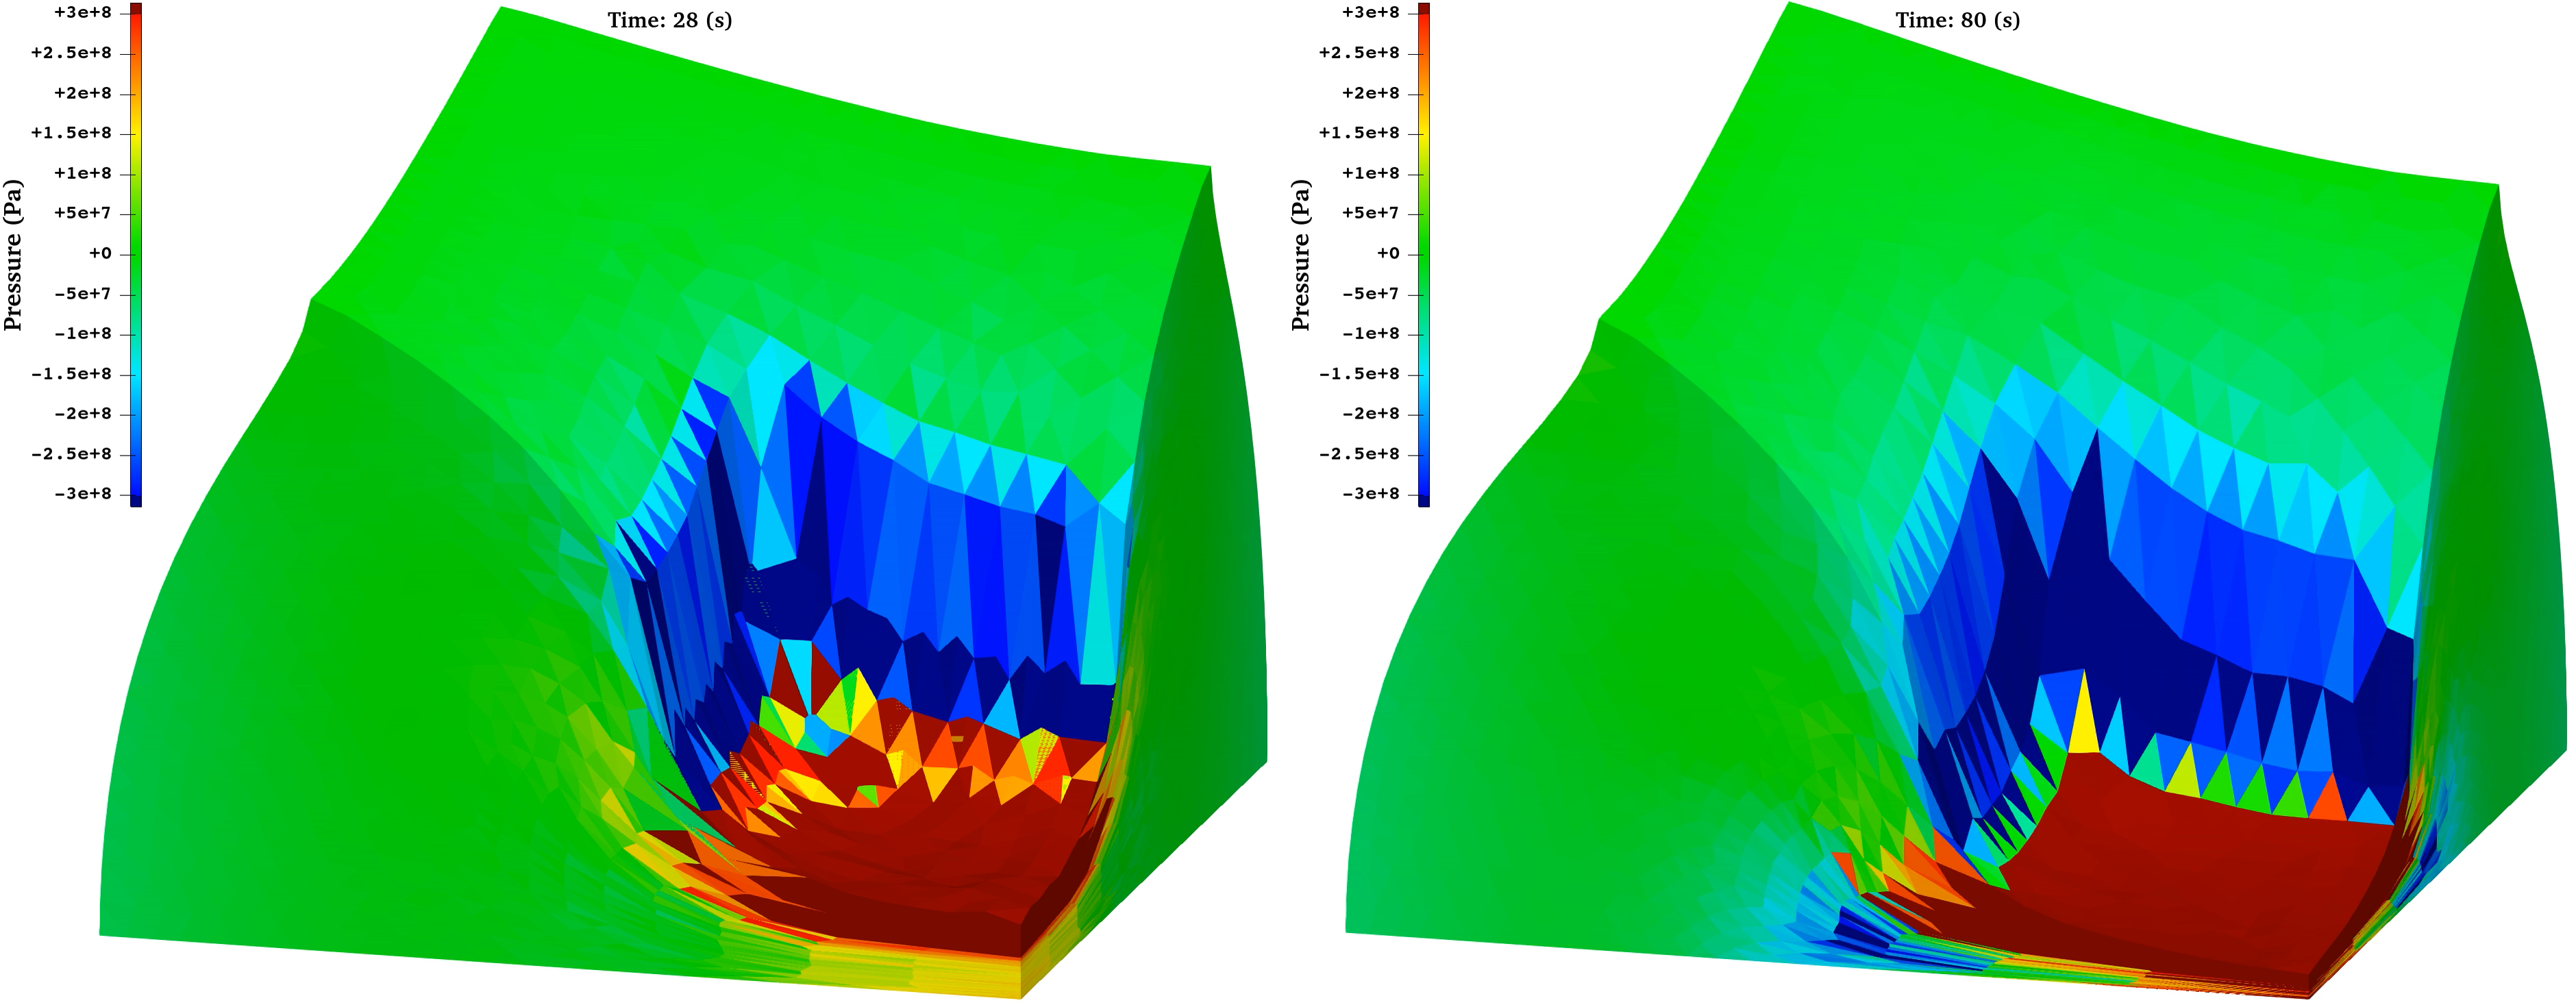 Time: 28 (s)
Pressure (Pa)
+3e+8
+2.5e+8
+2e+8
+1.5e+8
+1e+8
+5e+7
+0
-5e+7
-1e+8
-1.5e+8
-2e+8
-2.5e+8
-3e+8
Time: 80 (s)
Pressure (Pa)
+3e+8
+2.5e+8
+2e+8
+1.5e+8
+1e+8
+5e+7
+0
-5e+7
-1e+8
-1.5e+8
-2e+8
-2.5e+8
-3e+8